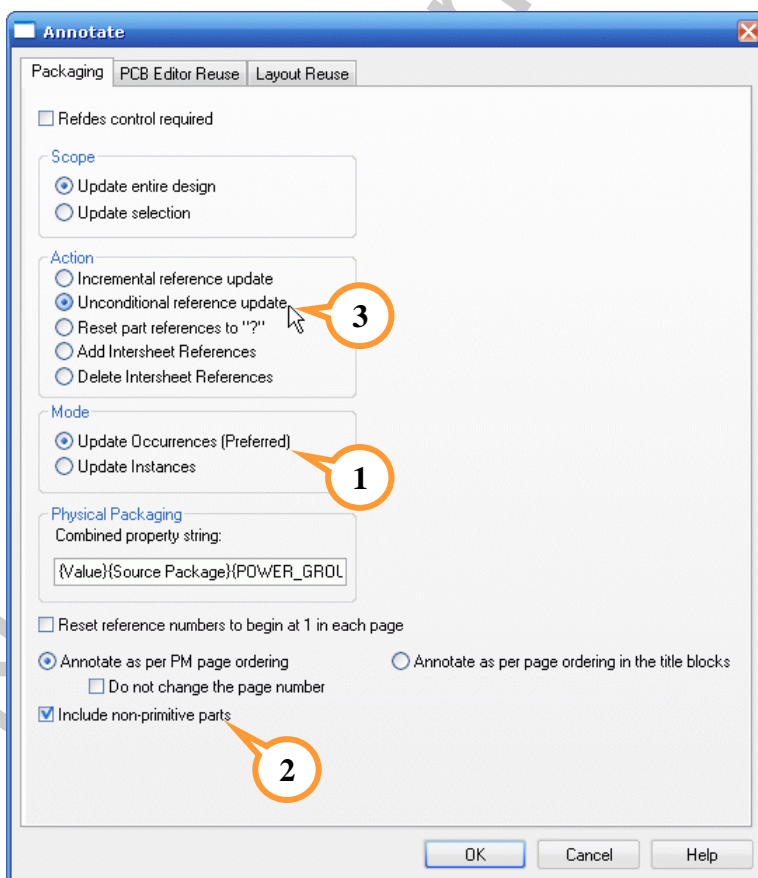 Annotate
Packaging PCB Editor Reuse Layout Reuse
Refdes control required
Scope
Update entire design
Update selection
Action
Incremental reference update
Unconditional reference update
3
Reset part references to "?"
Add Intersheet References
Delete Intersheet References
Mode
Update Occurrences (Preferred)
Update Instances
1
Physical Packaging
Combined property string:
{Value}{Source Package}{POWER_GROU
Reset reference numbers to begin at 1 in each page
Annotate as per PM page ordering Annotate as per page ordering in the title blocks
Do not change the page number
Include non-primitive parts
2
OK Cancel Help